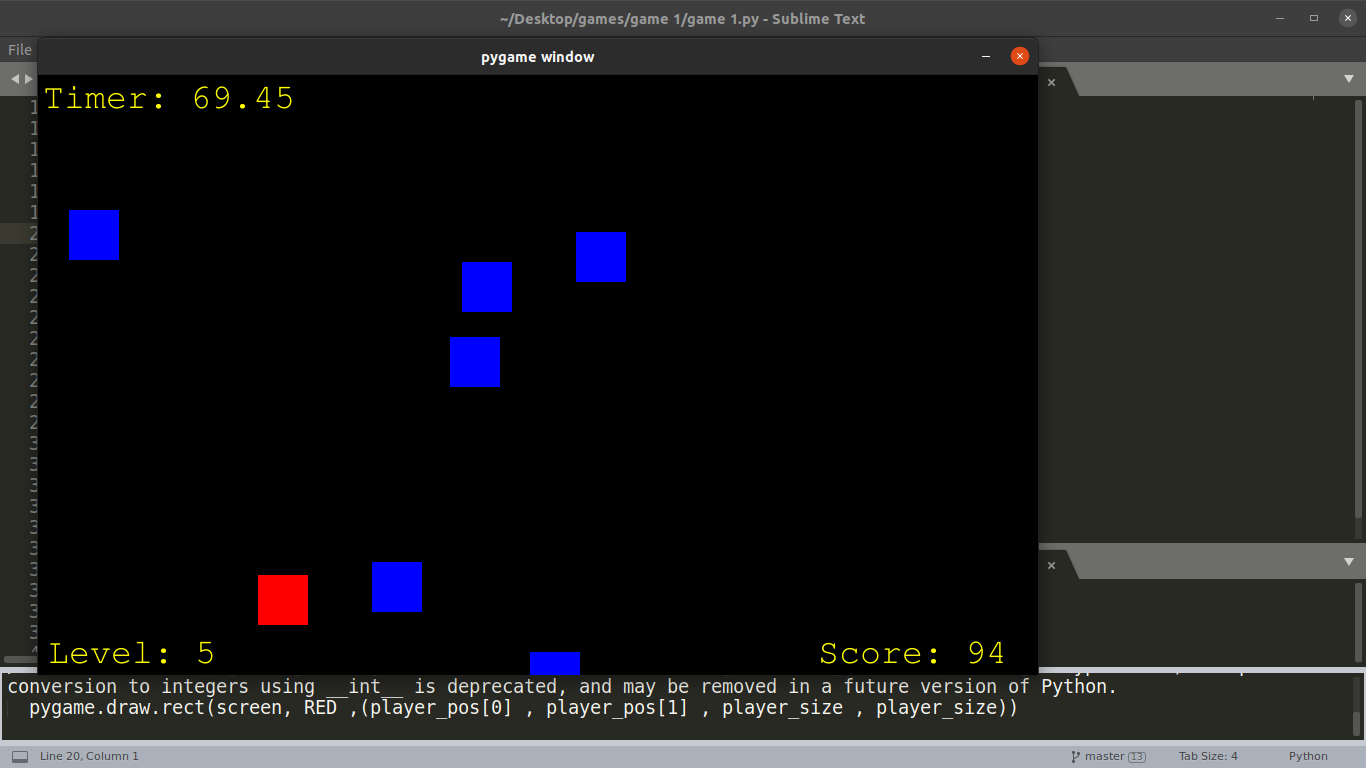 ~/Desktop/games/game 1/game 1.py - Sublime Text
File
pygame window
Timer: 69.45
Level: 5
Score: 94
conversion to integers using __int__ is deprecated, and may be removed in a future version of Python.
pygame.draw.rect(screen, RED ,(player_pos[0] , player_pos[1] , player_size , player_size))
Line 20, Column 1
master 13
Tab Size: 4
Python